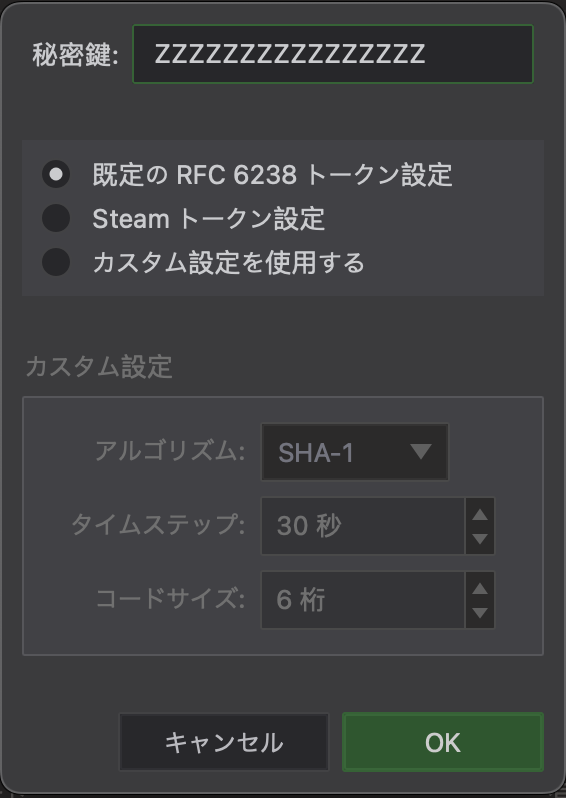 秘密鍵: ZZZZZZZZZZZZZZZZ
既定の RFC 6238 トークン設定
Steam トークン設定
カスタム設定を使用する
カスタム設定
アルゴリズム: SHA-1
タイムステップ: 30 秒
コードサイズ: 6 桁
キャンセル OK